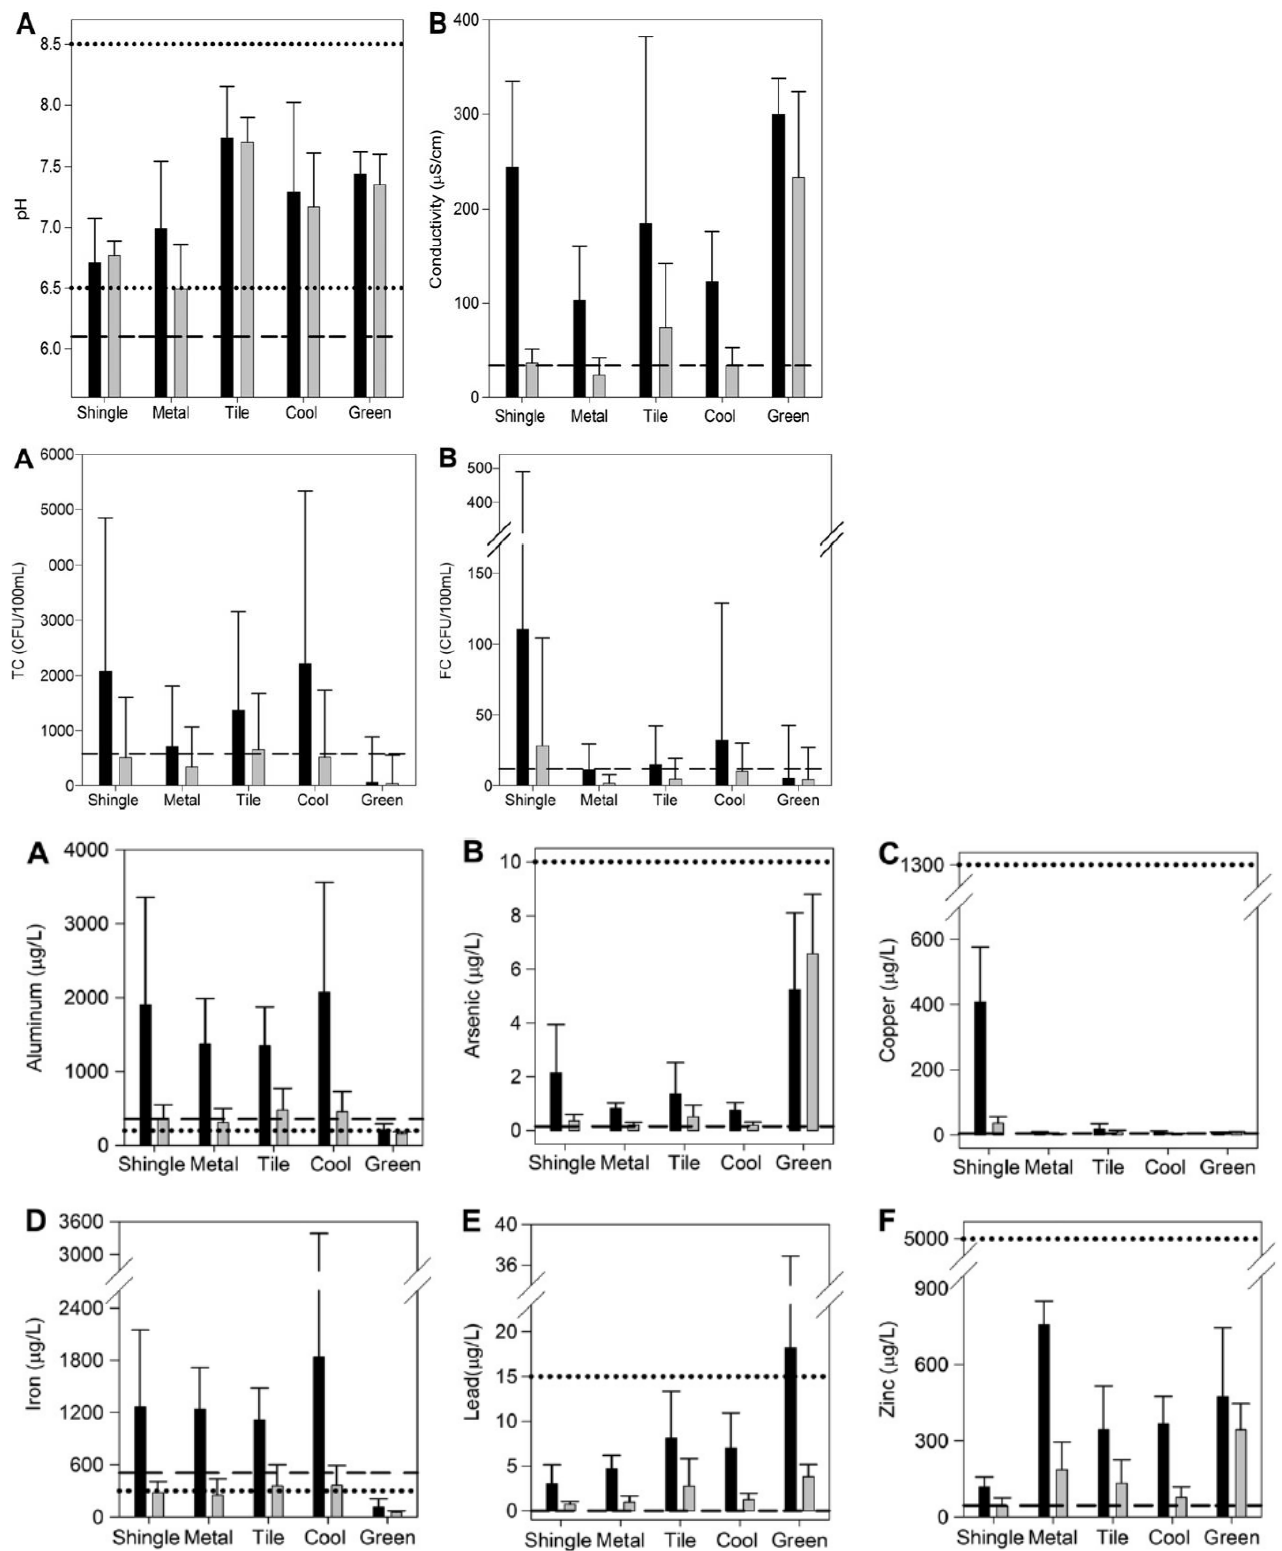 A
B
8.5
8.0
7.5
7.0
6.5
6.0
pH
Shingle Metal Tile Cool Green
400
300
200
100
0
Conductivity (µS/cm)
Shingle Metal Tile Cool Green
A
B
6000
5000
000
3000
2000
1000
0
TC (CFU/100mL)
Shingle Metal Tile Cool Green
500
400
150
100
50
0
FC (CFU/100mL)
Shingle Metal Tile Cool Green
A
B
C
4000
3000
2000
1000
0
Aluminum (µg/L)
Shingle Metal Tile Cool Green
10
8
6
4
2
0
Arsenic (µg/L)
Shingle Metal Tile Cool Green
1300
600
400
200
0
Copper (µg/L)
Shingle Metal Tile Cool Green
D
E
F
3600
3000
2400
1800
1200
600
0
Iron (µg/L)
Shingle Metal Tile Cool Green
40
36
20
15
10
5
0
Lead(µg/L)
Shingle Metal Tile Cool Green
5000
900
600
300
0
Zinc (µg/L)
Shingle Metal Tile Cool Green